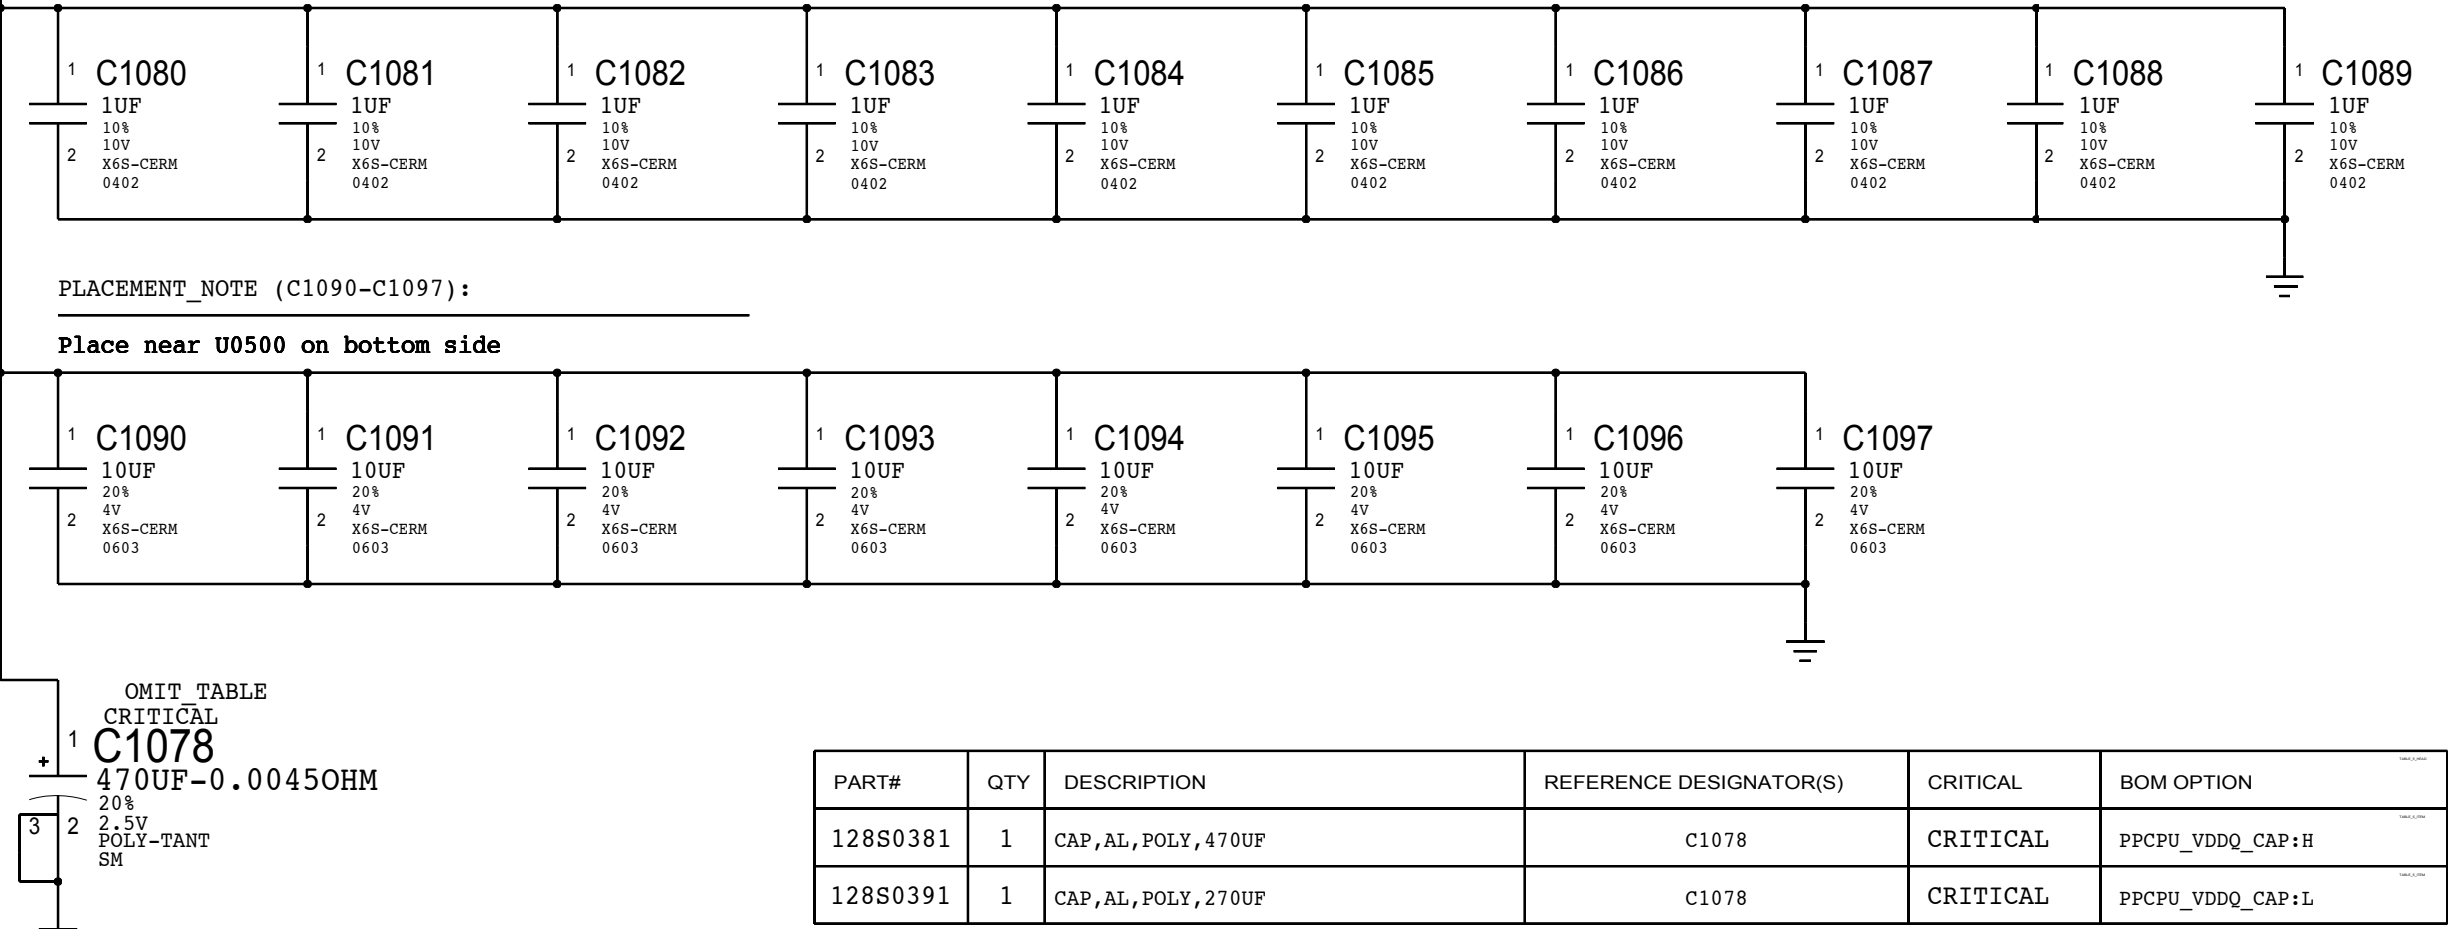 1 C1080 1 C1081 1 C1082 1 C1083 1 C1084 1 C1085 1 C1086 1 C1087 1 C1088 1 C1089
1UF 1UF 1UF 1UF 1UF 1UF 1UF 1UF 1UF 1UF
10% 10% 10% 10% 10% 10% 10% 10% 10% 10%
10V 10V 10V 10V 10V 10V 10V 10V 10V 10V
2 X6S-CERM 2 X6S-CERM 2 X6S-CERM 2 X6S-CERM 2 X6S-CERM 2 X6S-CERM 2 X6S-CERM 2 X6S-CERM 2 X6S-CERM 2 X6S-CERM
0402 0402 0402 0402 0402 0402 0402 0402 0402 0402
PLACEMENT_NOTE (C1090-C1097):
Place near U0500 on bottom side
1 C1090 1 C1091 1 C1092 1 C1093 1 C1094 1 C1095 1 C1096 1 C1097
10UF 10UF 10UF 10UF 10UF 10UF 10UF 10UF
20% 20% 20% 20% 20% 20% 20% 20%
4V 4V 4V 4V 4V 4V 4V 4V
2 X6S-CERM 2 X6S-CERM 2 X6S-CERM 2 X6S-CERM 2 X6S-CERM 2 X6S-CERM 2 X6S-CERM 2 X6S-CERM
0603 0603 0603 0603 0603 0603 0603 0603
OMIT_TABLE
CRITICAL
1 C1078
+
470UF-0.0045OHM
20%
3 2 2.5V
POLY-TANT
SM
PART# QTY DESCRIPTION REFERENCE DESIGNATOR(S) CRITICAL BOM OPTION
128S0381 1 CAP,AL,POLY,470UF C1078 CRITICAL PPCPU_VDDQ_CAP:H
128S0391 1 CAP,AL,POLY,270UF C1078 CRITICAL PPCPU_VDDQ_CAP:L